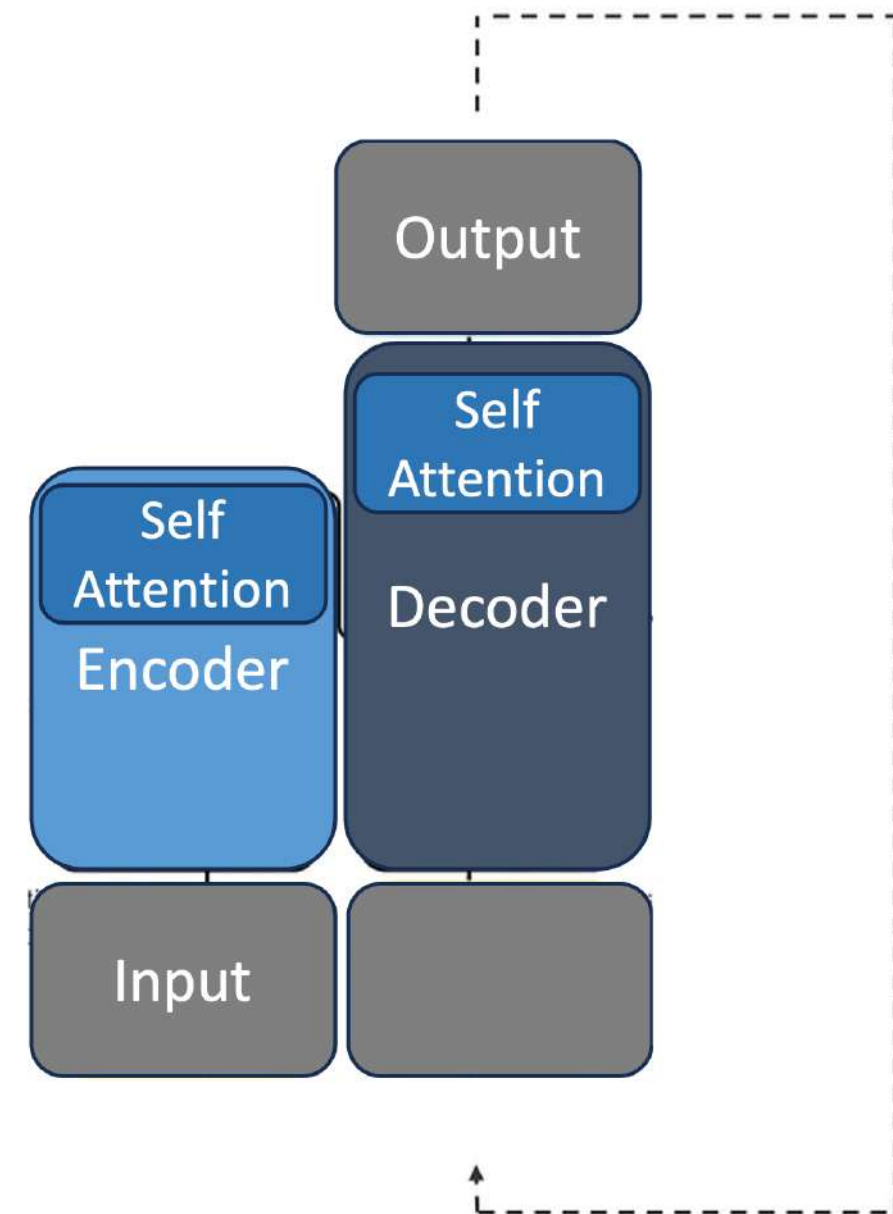 Output
Self
Attention
Decoder
Self
Attention
Encoder
Input